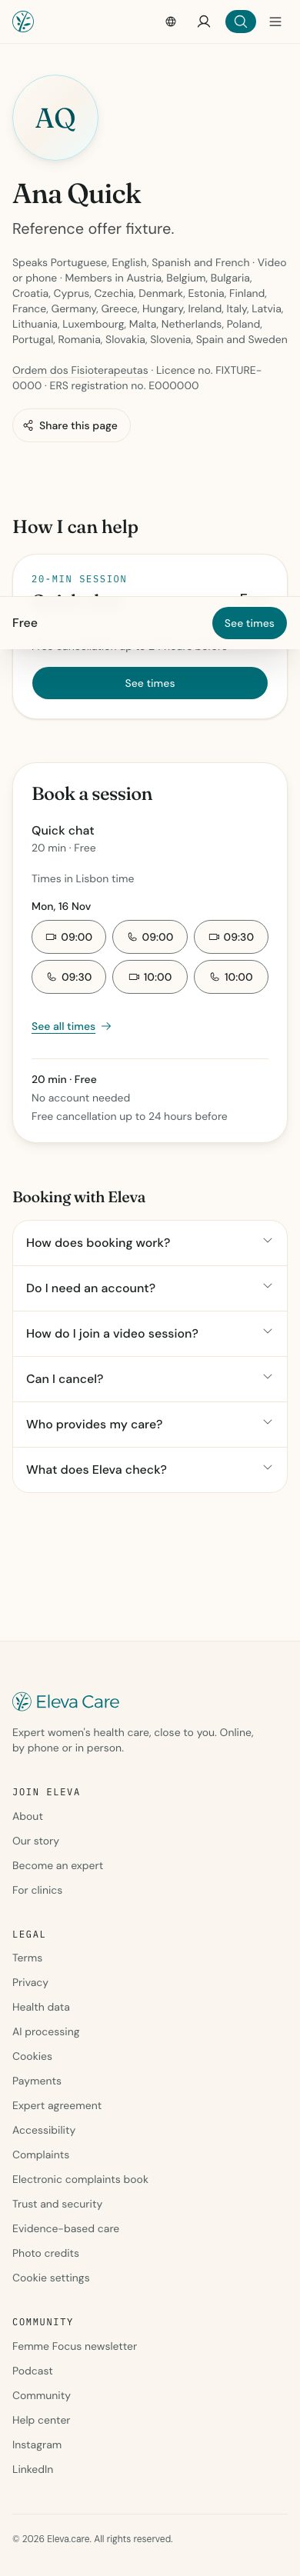 AQ
Ana Quick
Reference offer fixture.
Speaks Portuguese, English, Spanish and French · Video
or phone · Members in Austria, Belgium, Bulgaria,
Croatia, Cyprus, Czechia, Denmark, Estonia, Finland,
France, Germany, Greece, Hungary, Ireland, Italy, Latvia,
Lithuania, Luxembourg, Malta, Netherlands, Poland,
Portugal, Romania, Slovakia, Slovenia, Spain and Sweden
Ordem dos Fisioterapeutas · Licence no. FIXTURE-
0000 · ERS registration no. E000000
Share this page
How I can help
20-MIN SESSION
Free
See times
See times
Book a session
Quick chat
20 min · Free
Times in Lisbon time
Mon, 16 Nov
09:00 09:00 09:30
09:30 10:00 10:00
See all times
20 min · Free
No account needed
Free cancellation up to 24 hours before
Booking with Eleva
How does booking work?
Do I need an account?
How do I join a video session?
Can I cancel?
Who provides my care?
What does Eleva check?
Eleva Care
Expert women's health care, close to you. Online,
by phone or in person.
JOIN ELEVA
About
Our story
Become an expert
For clinics
LEGAL
Terms
Privacy
Health data
AI processing
Cookies
Payments
Expert agreement
Accessibility
Complaints
Electronic complaints book
Trust and security
Evidence-based care
Photo credits
Cookie settings
COMMUNITY
Femme Focus newsletter
Podcast
Community
Help center
Instagram
LinkedIn
© 2026 Eleva.care. All rights reserved.